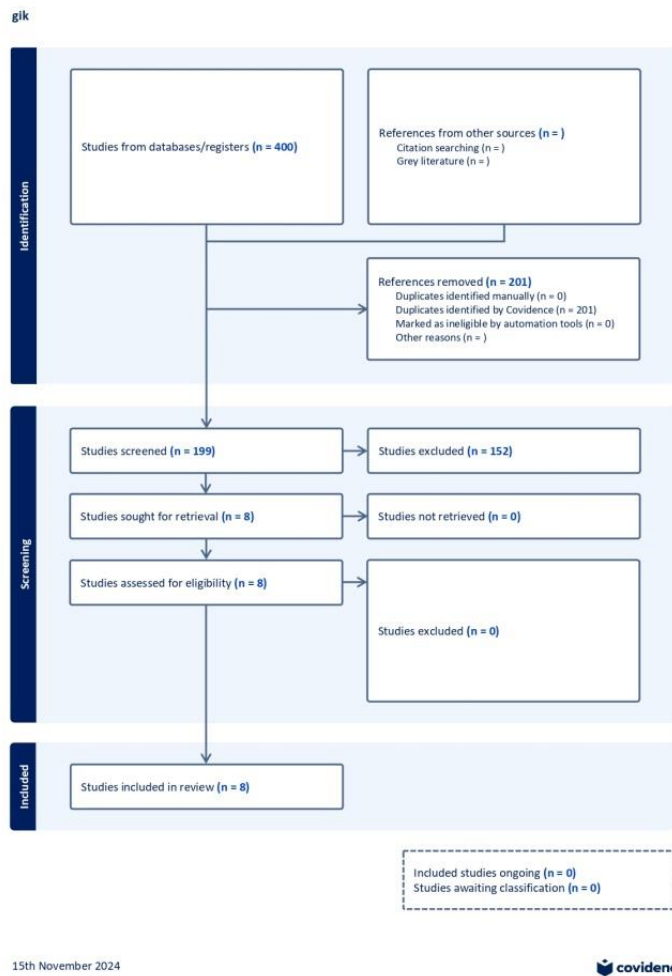 gik
Identification
Studies from databases/registers (n = 400)
References from other sources (n = )
Citation searching (n = )
Grey literature (n = )
References removed (n = 201)
Duplicates identified manually (n = 0)
Duplicates identified by Covidence (n = 201)
Marked as ineligible by automation tools (n = 0)
Other reasons (n = )
Screening
Studies screened (n = 199)
Studies excluded (n = 152)
Studies sought for retrieval (n = 8)
Studies not retrieved (n = 0)
Studies assessed for eligibility (n = 8)
Studies excluded (n = 0)
Included
Studies included in review (n = 8)
Included studies ongoing (n = 0)
Studies awaiting classification (n = 0)
15th November 2024
covidenc